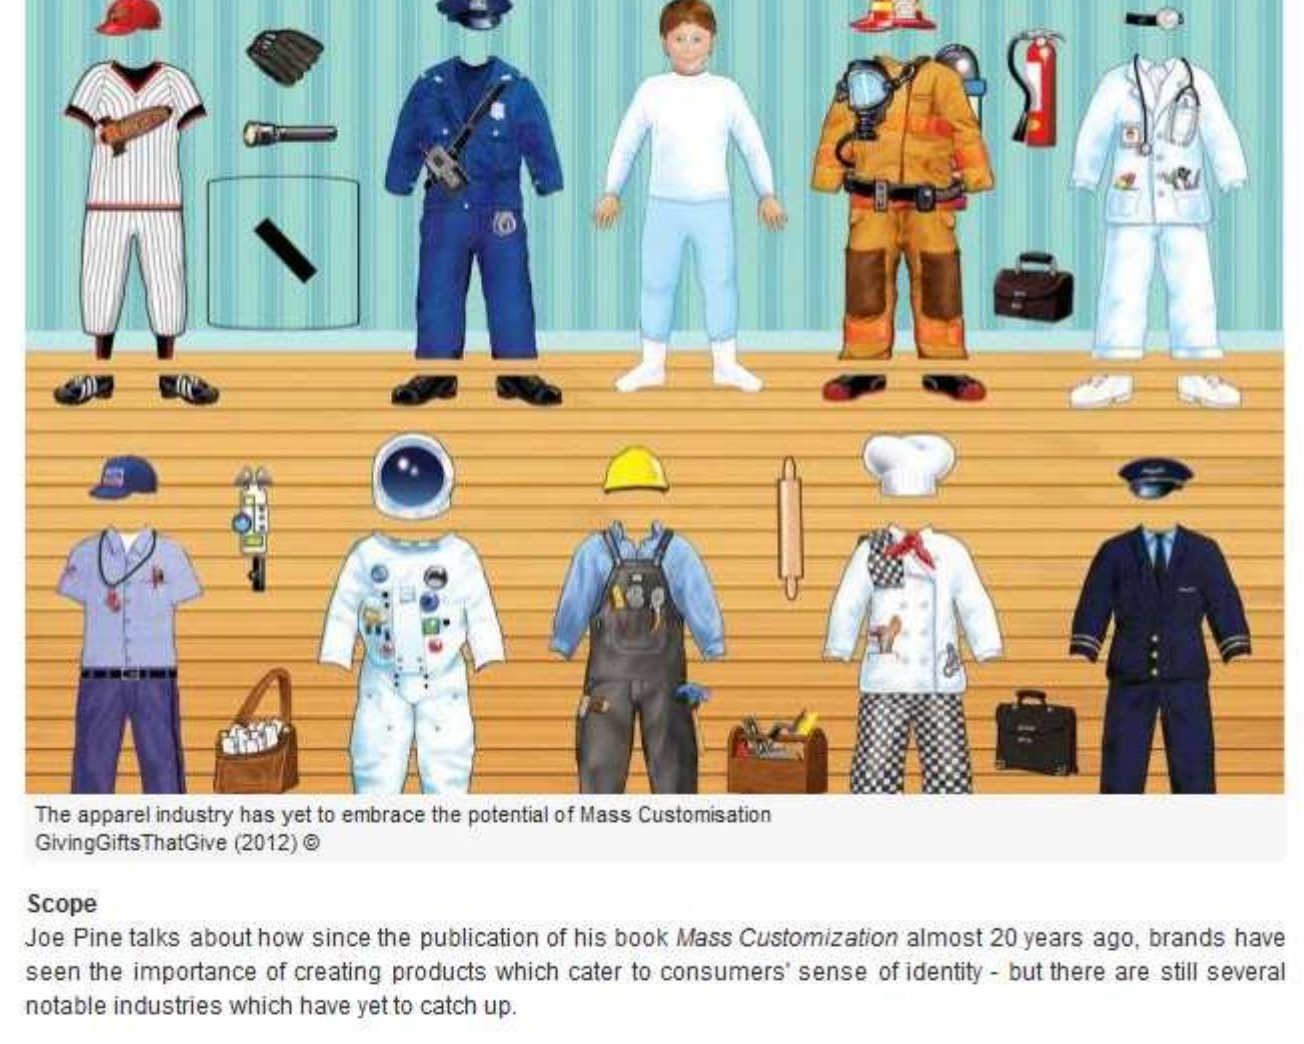 The apparel industry has yet to embrace the potential of Mass Customisation
GivingGiftsThatGive (2012) ©
Scope
Joe Pine talks about how since the publication of his book Mass Customization almost 20 years ago, brands have
seen the importance of creating products which cater to consumers' sense of identity - but there are still several
notable industries which have yet to catch up.